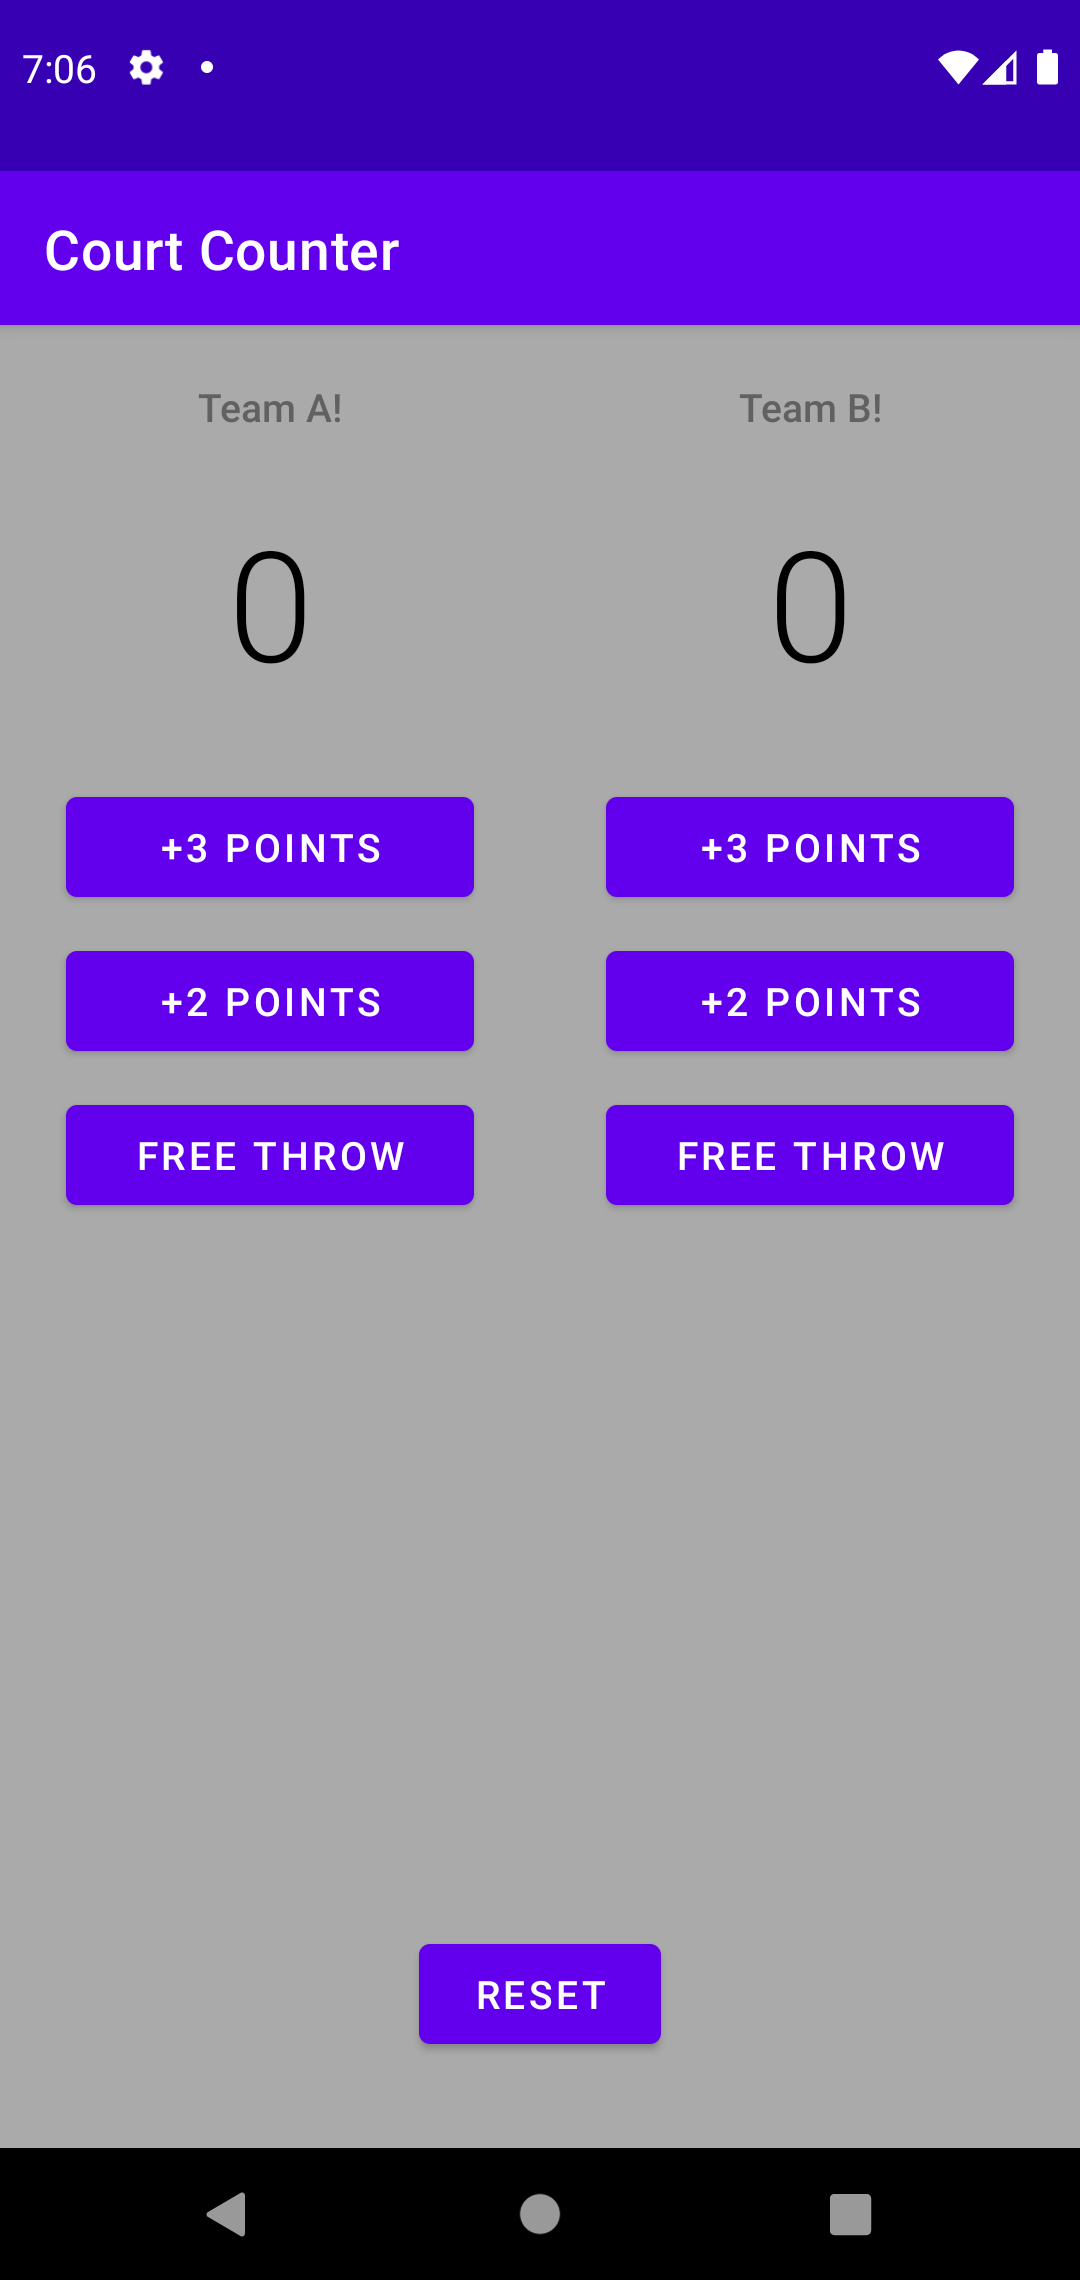 7:06
Court Counter
Team A! Team B!
0 0
+3 POINTS +3 POINTS
+2 POINTS +2 POINTS
FREE THROW FREE THROW
RESET